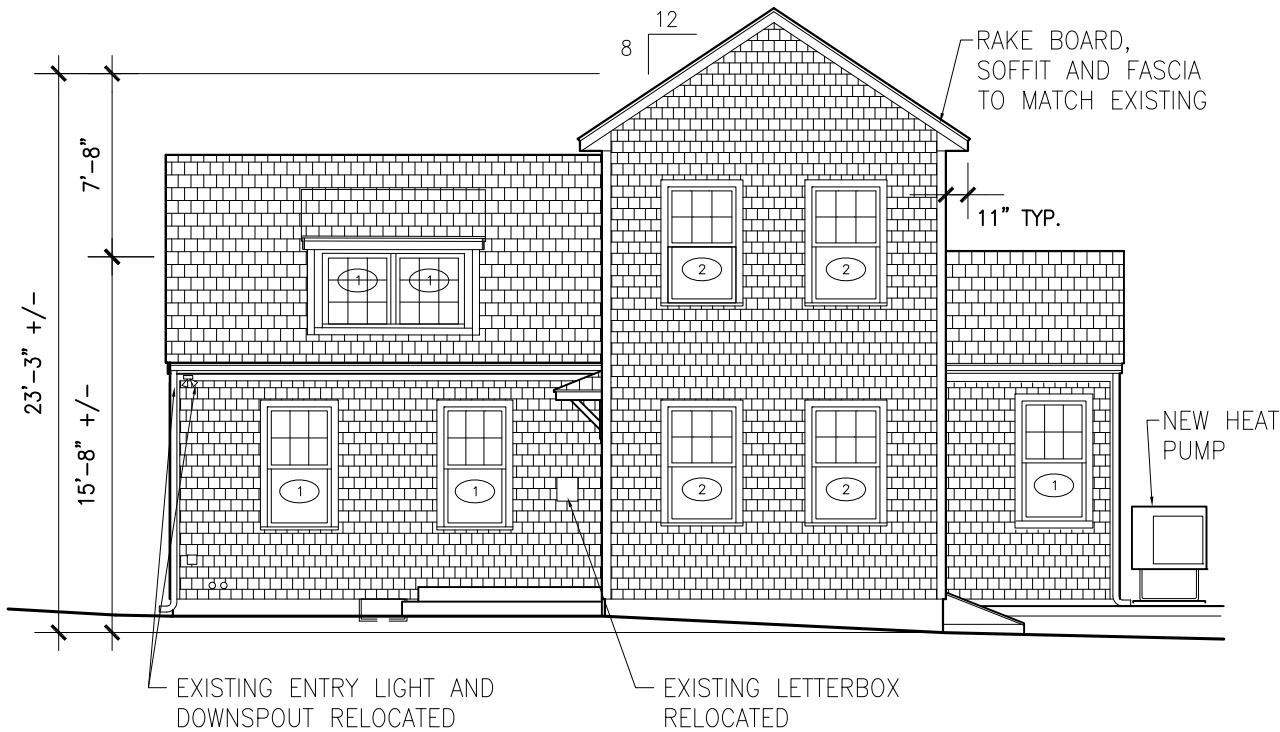 12
8
RAKE BOARD,
SOFFIT AND FASCIA
TO MATCH EXISTING
7'-8"
11" TYP.
23'-3" +/-
15'-8" +/-
1
1
2
2
1
1
2
2
1
NEW HEAT
PUMP
EXISTING ENTRY LIGHT AND
DOWNSPOUT RELOCATED
EXISTING LETTERBOX
RELOCATED